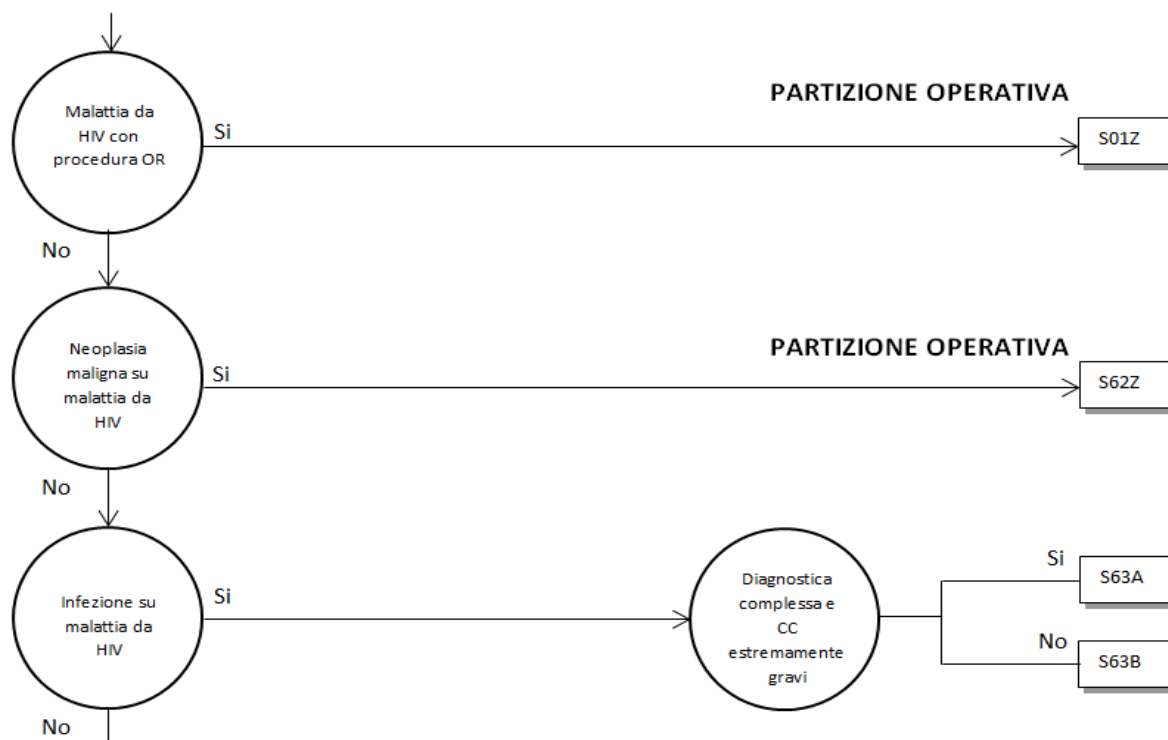 PARTIZIONE OPERATIVA
Malattia da
HIV con
procedura OR
Si
S01Z
No
PARTIZIONE OPERATIVA
Neoplasia
maligna su
malattia da
HIV
Si
S62Z
No
Infezione su
malattia da
HIV
Si
Diagnostica
complessa e
CC
estremamente
gravi
Si
S63A
No
S63B
No